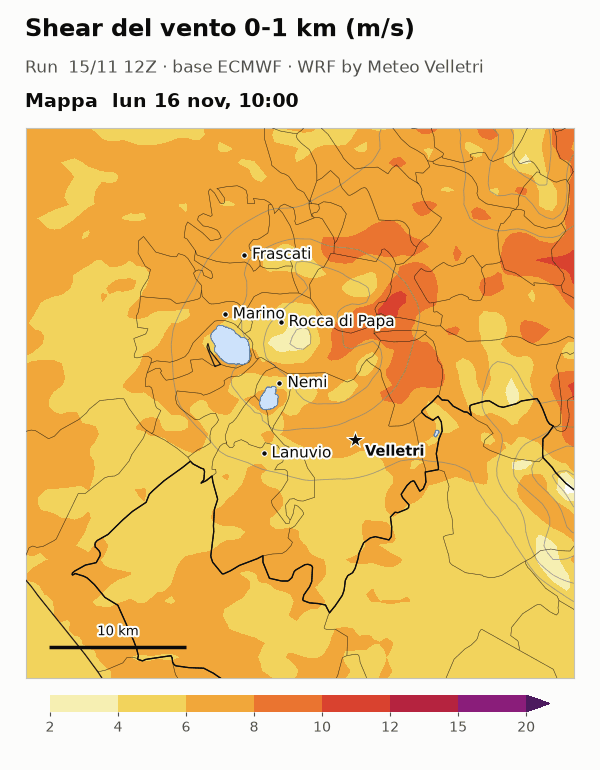 Shear del vento 0-1 km (m/s)
Run  15/11 12Z · base ECMWF · WRF by Meteo Velletri
Mappa  lun 16 nov, 10:00
Frascati
Marino
Rocca di Papa
Nemi
Velletri
Lanuvio
10 km
2 4 6 8 10 12 15 20